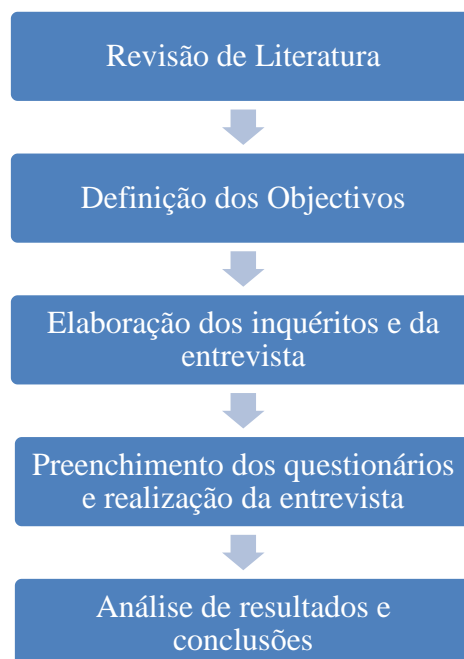 Revisão de Literatura
Definição dos Objectivos
Elaboração dos inquéritos e da
entrevista
Preenchimento dos questionários
e realização da entrevista
Análise de resultados e
conclusões